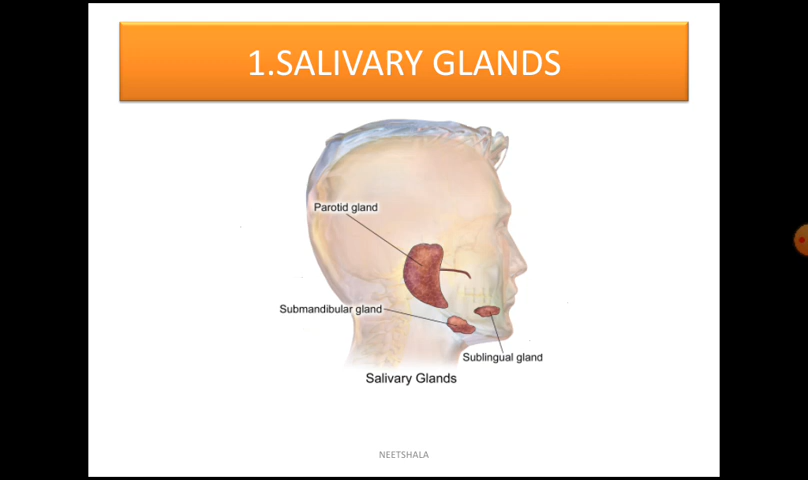 1.SALIVARY GLANDS
Parotid gland
Submandibular gland
Sublingual gland
Salivary Glands
NEETSHALA